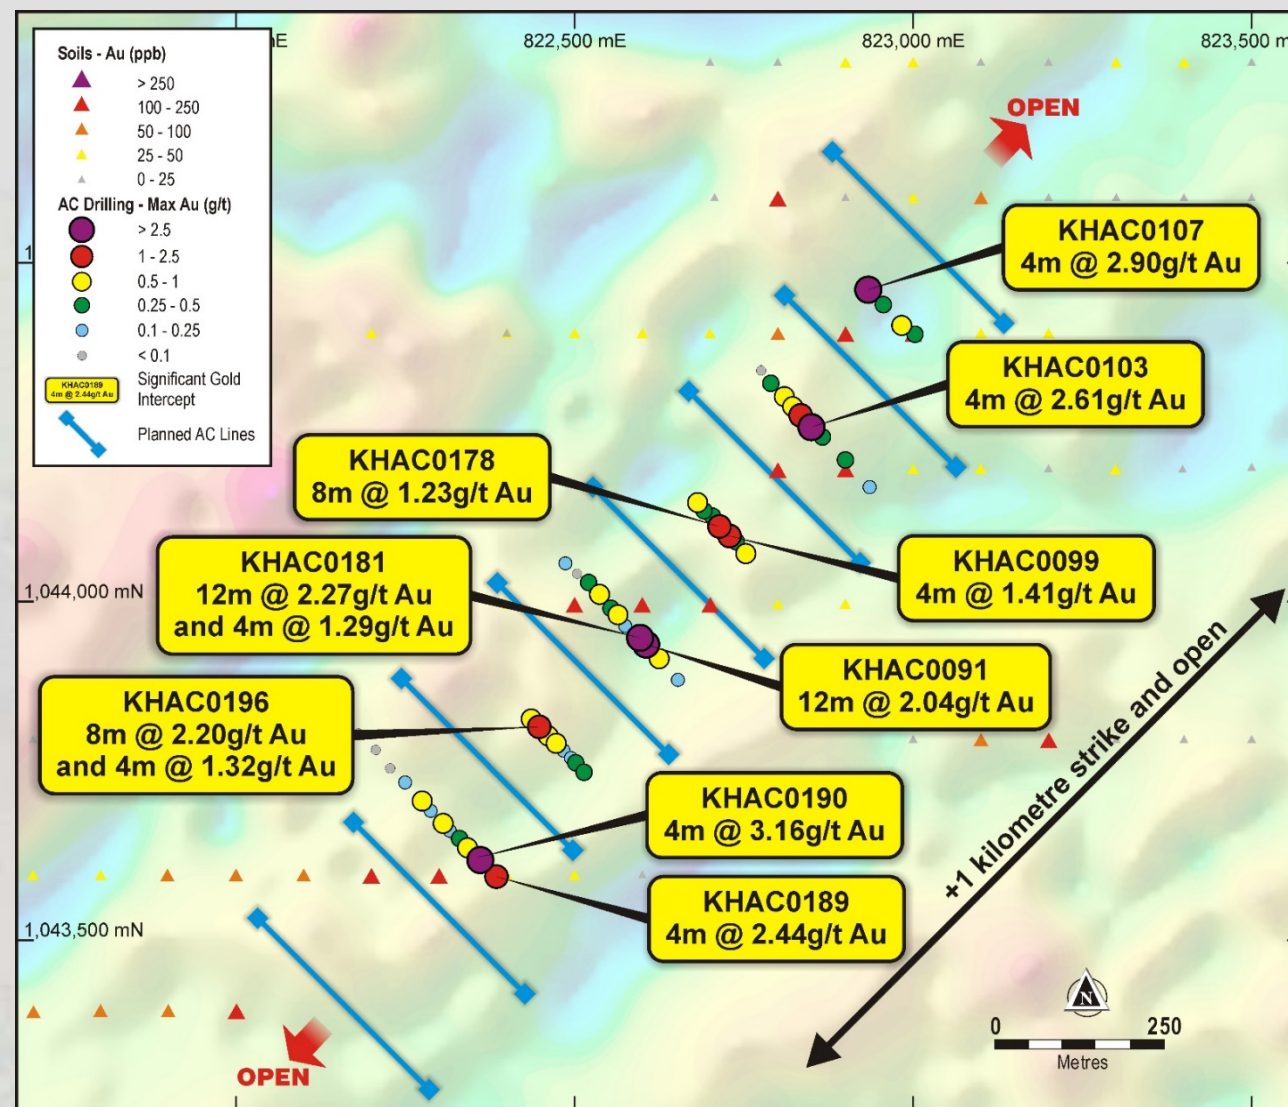 mE
822,500 mE
823,000 mE
823,500 m
Soils - Au (ppb)
> 250
100 - 250
50 - 100
25 - 50
0 - 25
AC Drilling - Max Au (g/t)
> 2.5
1 - 2.5
0.5 - 1
0.25 - 0.5
0.1 - 0.25
< 0.1
KHAC0189
4m @ 2.44g/t Au
Significant Gold
Intercept
Planned AC Lines
OPEN
KHAC0107
4m @ 2.90g/t Au
KHAC0103
4m @ 2.61g/t Au
KHAC0178
8m @ 1.23g/t Au
KHAC0099
4m @ 1.41g/t Au
KHAC0181
12m @ 2.27g/t Au
and 4m @ 1.29g/t Au
1,044,000 mN
KHAC0091
12m @ 2.04g/t Au
KHAC0196
8m @ 2.20g/t Au
and 4m @ 1.32g/t Au
+1 kilometre strike and open
KHAC0190
4m @ 3.16g/t Au
KHAC0189
4m @ 2.44g/t Au
1,043,500 mN
OPEN
N
0 250
Metres